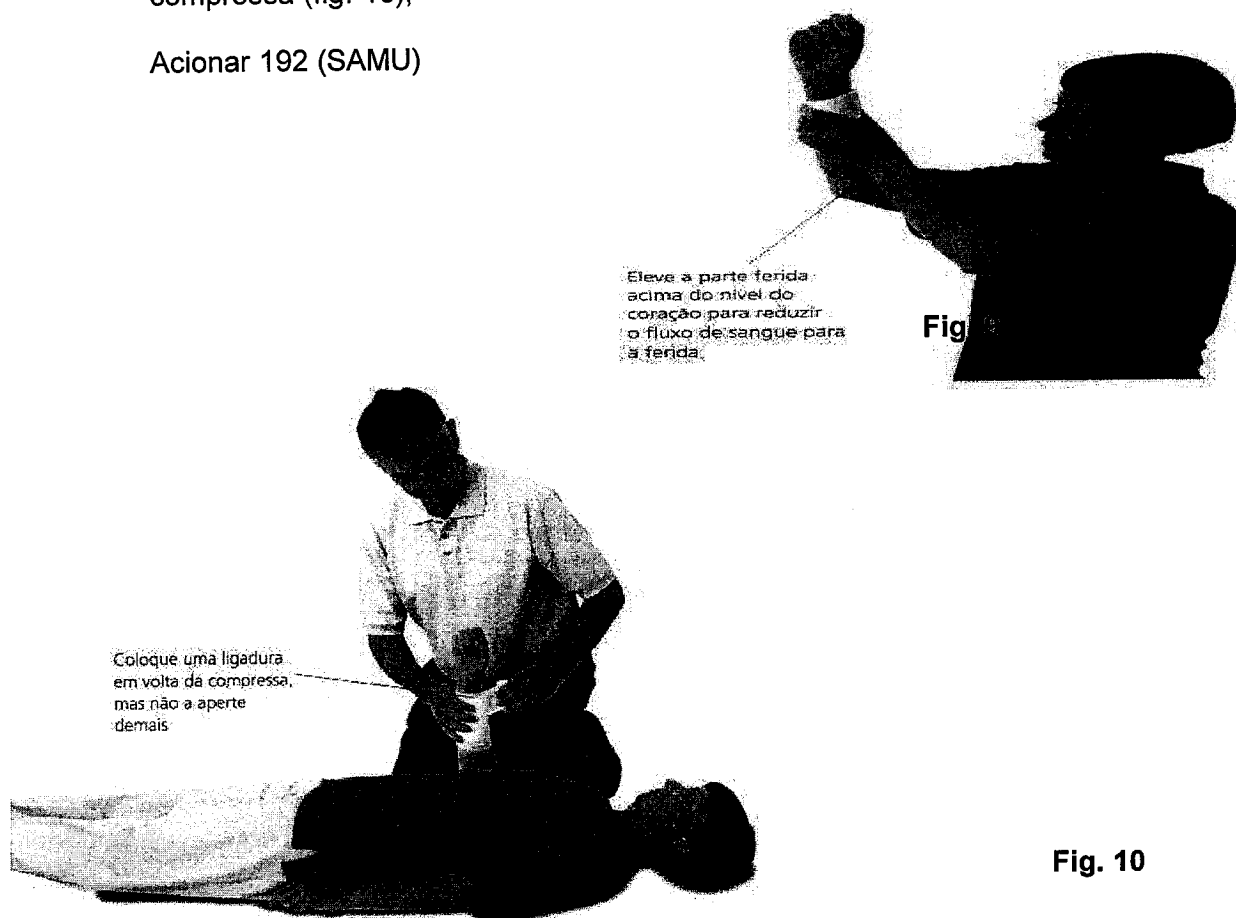 compressa (fig. 10);
Acionar 192 (SAMU)
Eleve a parte ferida
acima do nível do
coração para reduzir
o fluxo de sangue para
a ferida
Fig
Coloque uma ligadura
em volta da compressa,
mas não a aperte
demais
Fig. 10